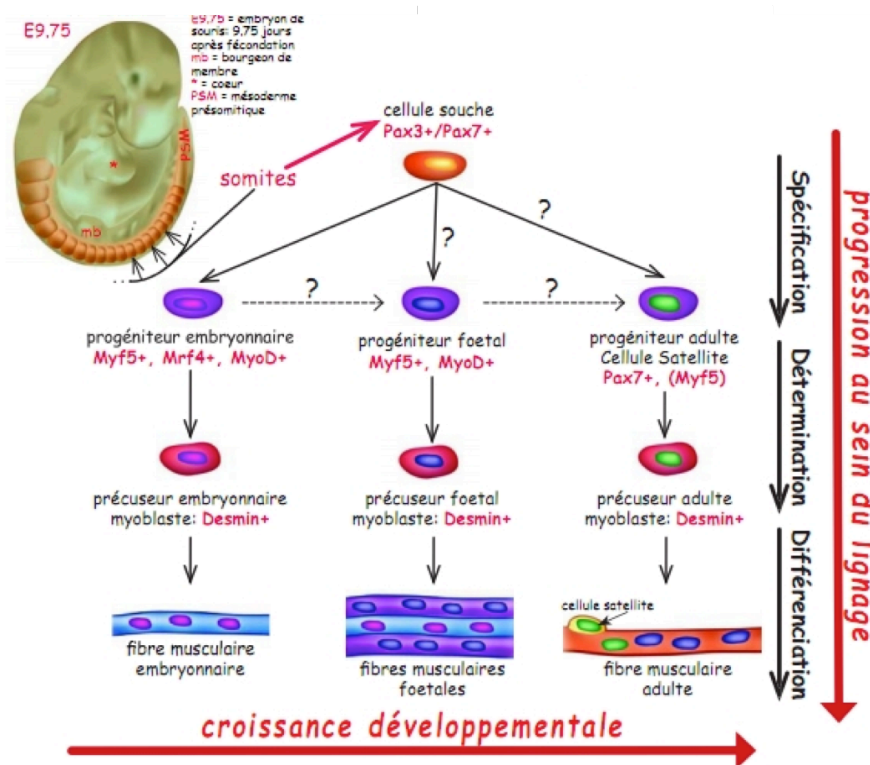 E9,75
E9,75 = embryon de
souris: 9,75 jours
après fécondation
mb = bourgeon de
membre
* = coeur
PSM = mésoderme
présomitique
PSM
*
mb
somites
cellule souche
Pax3+/Pax7+
?
?
?
?
progéniteur embryonnaire
Myf5+, Mrf4+, MyoD+
progéniteur foetal
Myf5+, MyoD+
progéniteur adulte
Cellule Satellite
Pax7+, (Myf5)
précuseur embryonnaire
myoblaste: Desmin+
précuseur foetal
myoblaste: Desmin+
précuseur adulte
myoblaste: Desmin+
cellule satellite
fibre musculaire
embryonnaire
fibres musculaires
foetales
fibre musculaire
adulte
Spécification
Détermination
Différenciation
progression au sein du lignage
croissance développementale